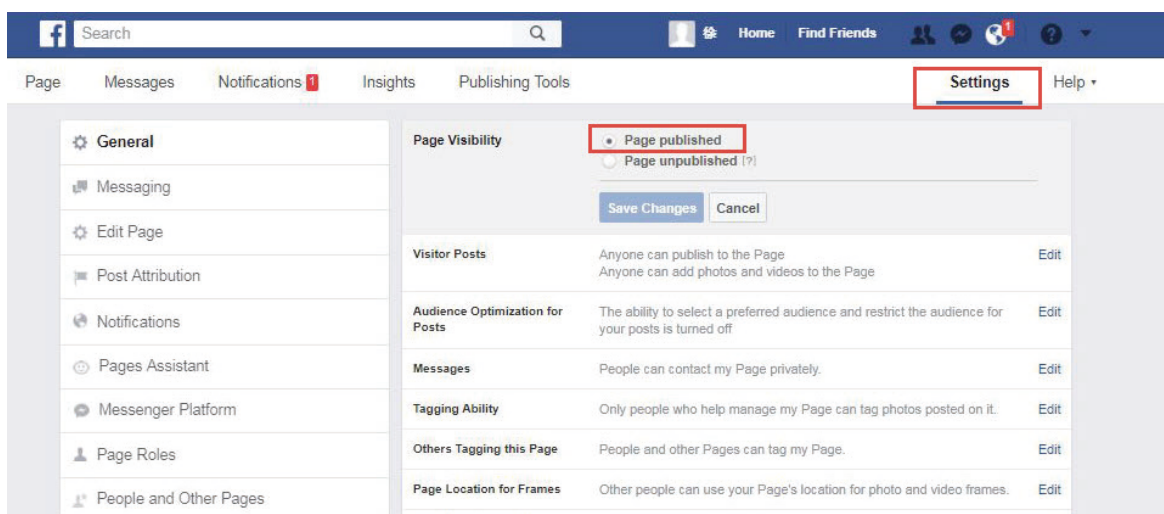 f
Search
徐 Home Find Friends 1 ?
Page Messages Notifications 1 Insights Publishing Tools Settings Help
General
Messaging
Edit Page
Post Attribution
Notifications
Pages Assistant
Messenger Platform
Page Roles
People and Other Pages
Page Visibility
Page published
Page unpublished [?]
Save Changes Cancel
Visitor Posts
Anyone can publish to the Page
Anyone can add photos and videos to the Page
Edit
Audience Optimization for
Posts
The ability to select a preferred audience and restrict the audience for
your posts is turned off
Edit
Messages
People can contact my Page privately.
Edit
Tagging Ability
Only people who help manage my Page can tag photos posted on it.
Edit
Others Tagging this Page
People and other Pages can tag my Page.
Edit
Page Location for Frames
Other people can use your Page's location for photo and video frames.
Edit